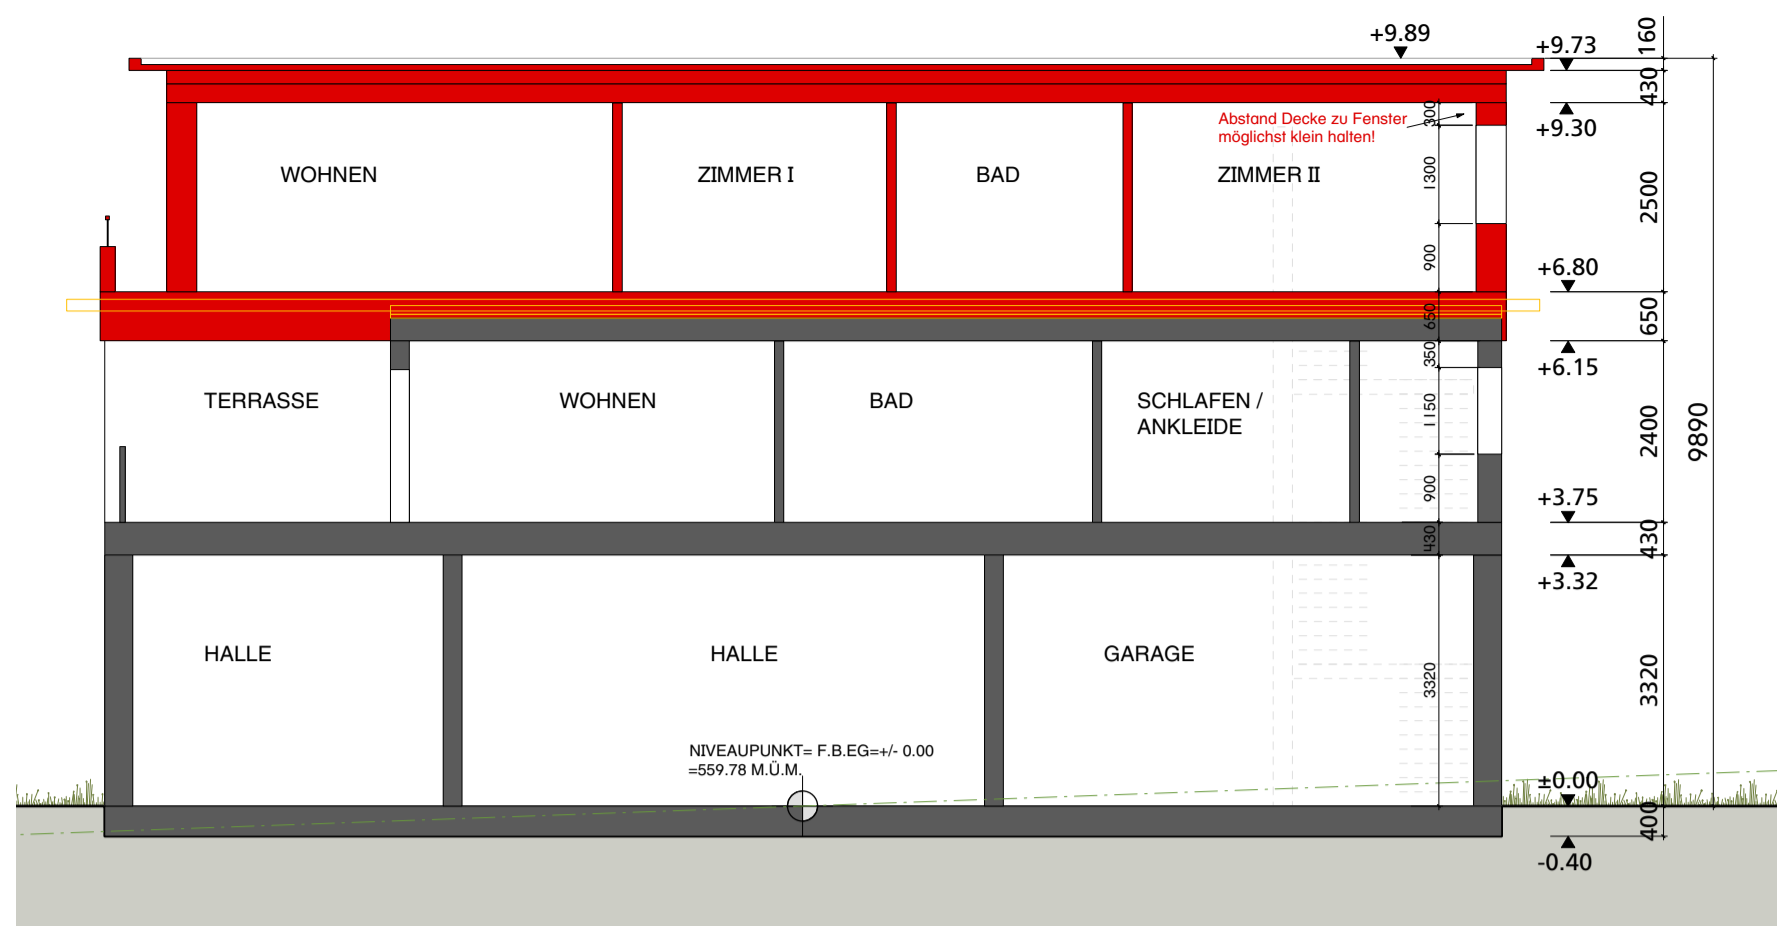 +9.89
+9.73
160
430
+9.30
Abstand Decke zu Fenster
möglichst klein halten!
300
WOHNEN
ZIMMER I
BAD
ZIMMER II
1300
2500
900
+6.80
650
650
+6.15
350
TERRASSE
WOHNEN
BAD
SCHLAFEN /
ANKLEIDE
1150
2400
9890
900
+3.75
430
430
+3.32
HALLE
HALLE
GARAGE
3320
3320
NIVEAUPUNKT= F.B.EG=+/- 0.00
=559.78 M.Ü.M.
±0.00
400
-0.40